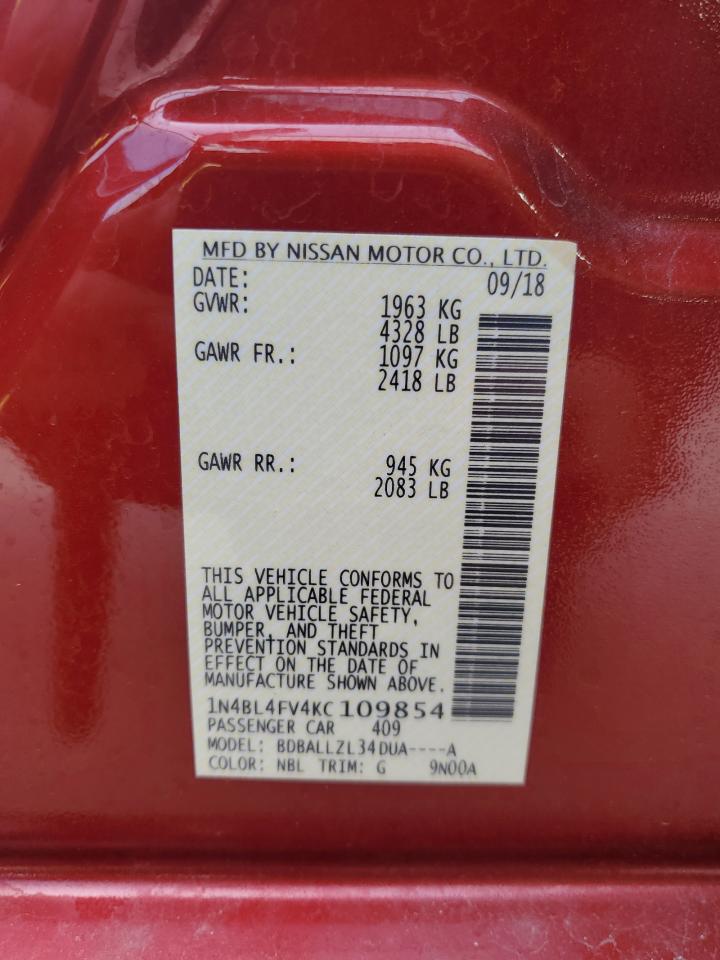 MFD BY NISSAN MOTOR CO., LTD.
DATE: 09/18
GVWR: 1963 KG
4328 LB
GAWR FR.: 1097 KG
2418 LB
GAWR RR.: 945 KG
2083 LB
THIS VEHICLE CONFORMS TO
ALL APPLICABLE FEDERAL
MOTOR VEHICLE SAFETY,
BUMPER, AND THEFT
PREVENTION STANDARDS IN
EFFECT ON THE DATE OF
MANUFACTURE SHOWN ABOVE.
1N4BL4FV4KC109854
PASSENGER CAR 409
MODEL: BDBALLZL34DUA----A
COLOR: NBL TRIM: G 9N00A